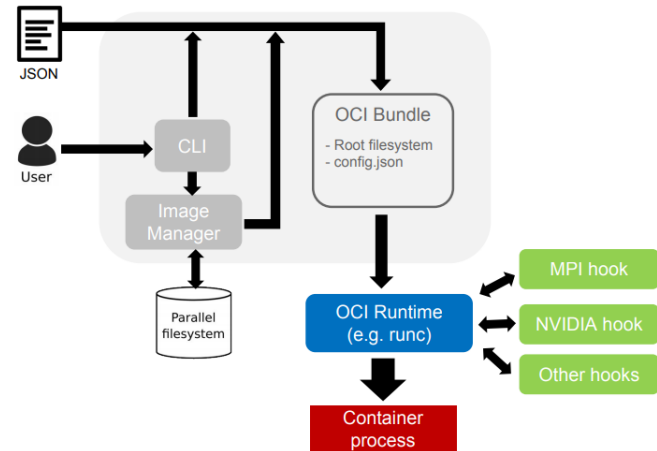 JSON
User
CLI
Image
Manager
Parallel
filesystem
OCI Bundle
- Root filesystem
- config.json
OCI Runtime
(e.g. runc)
MPI hook
NVIDIA hook
Other hooks
Container
process